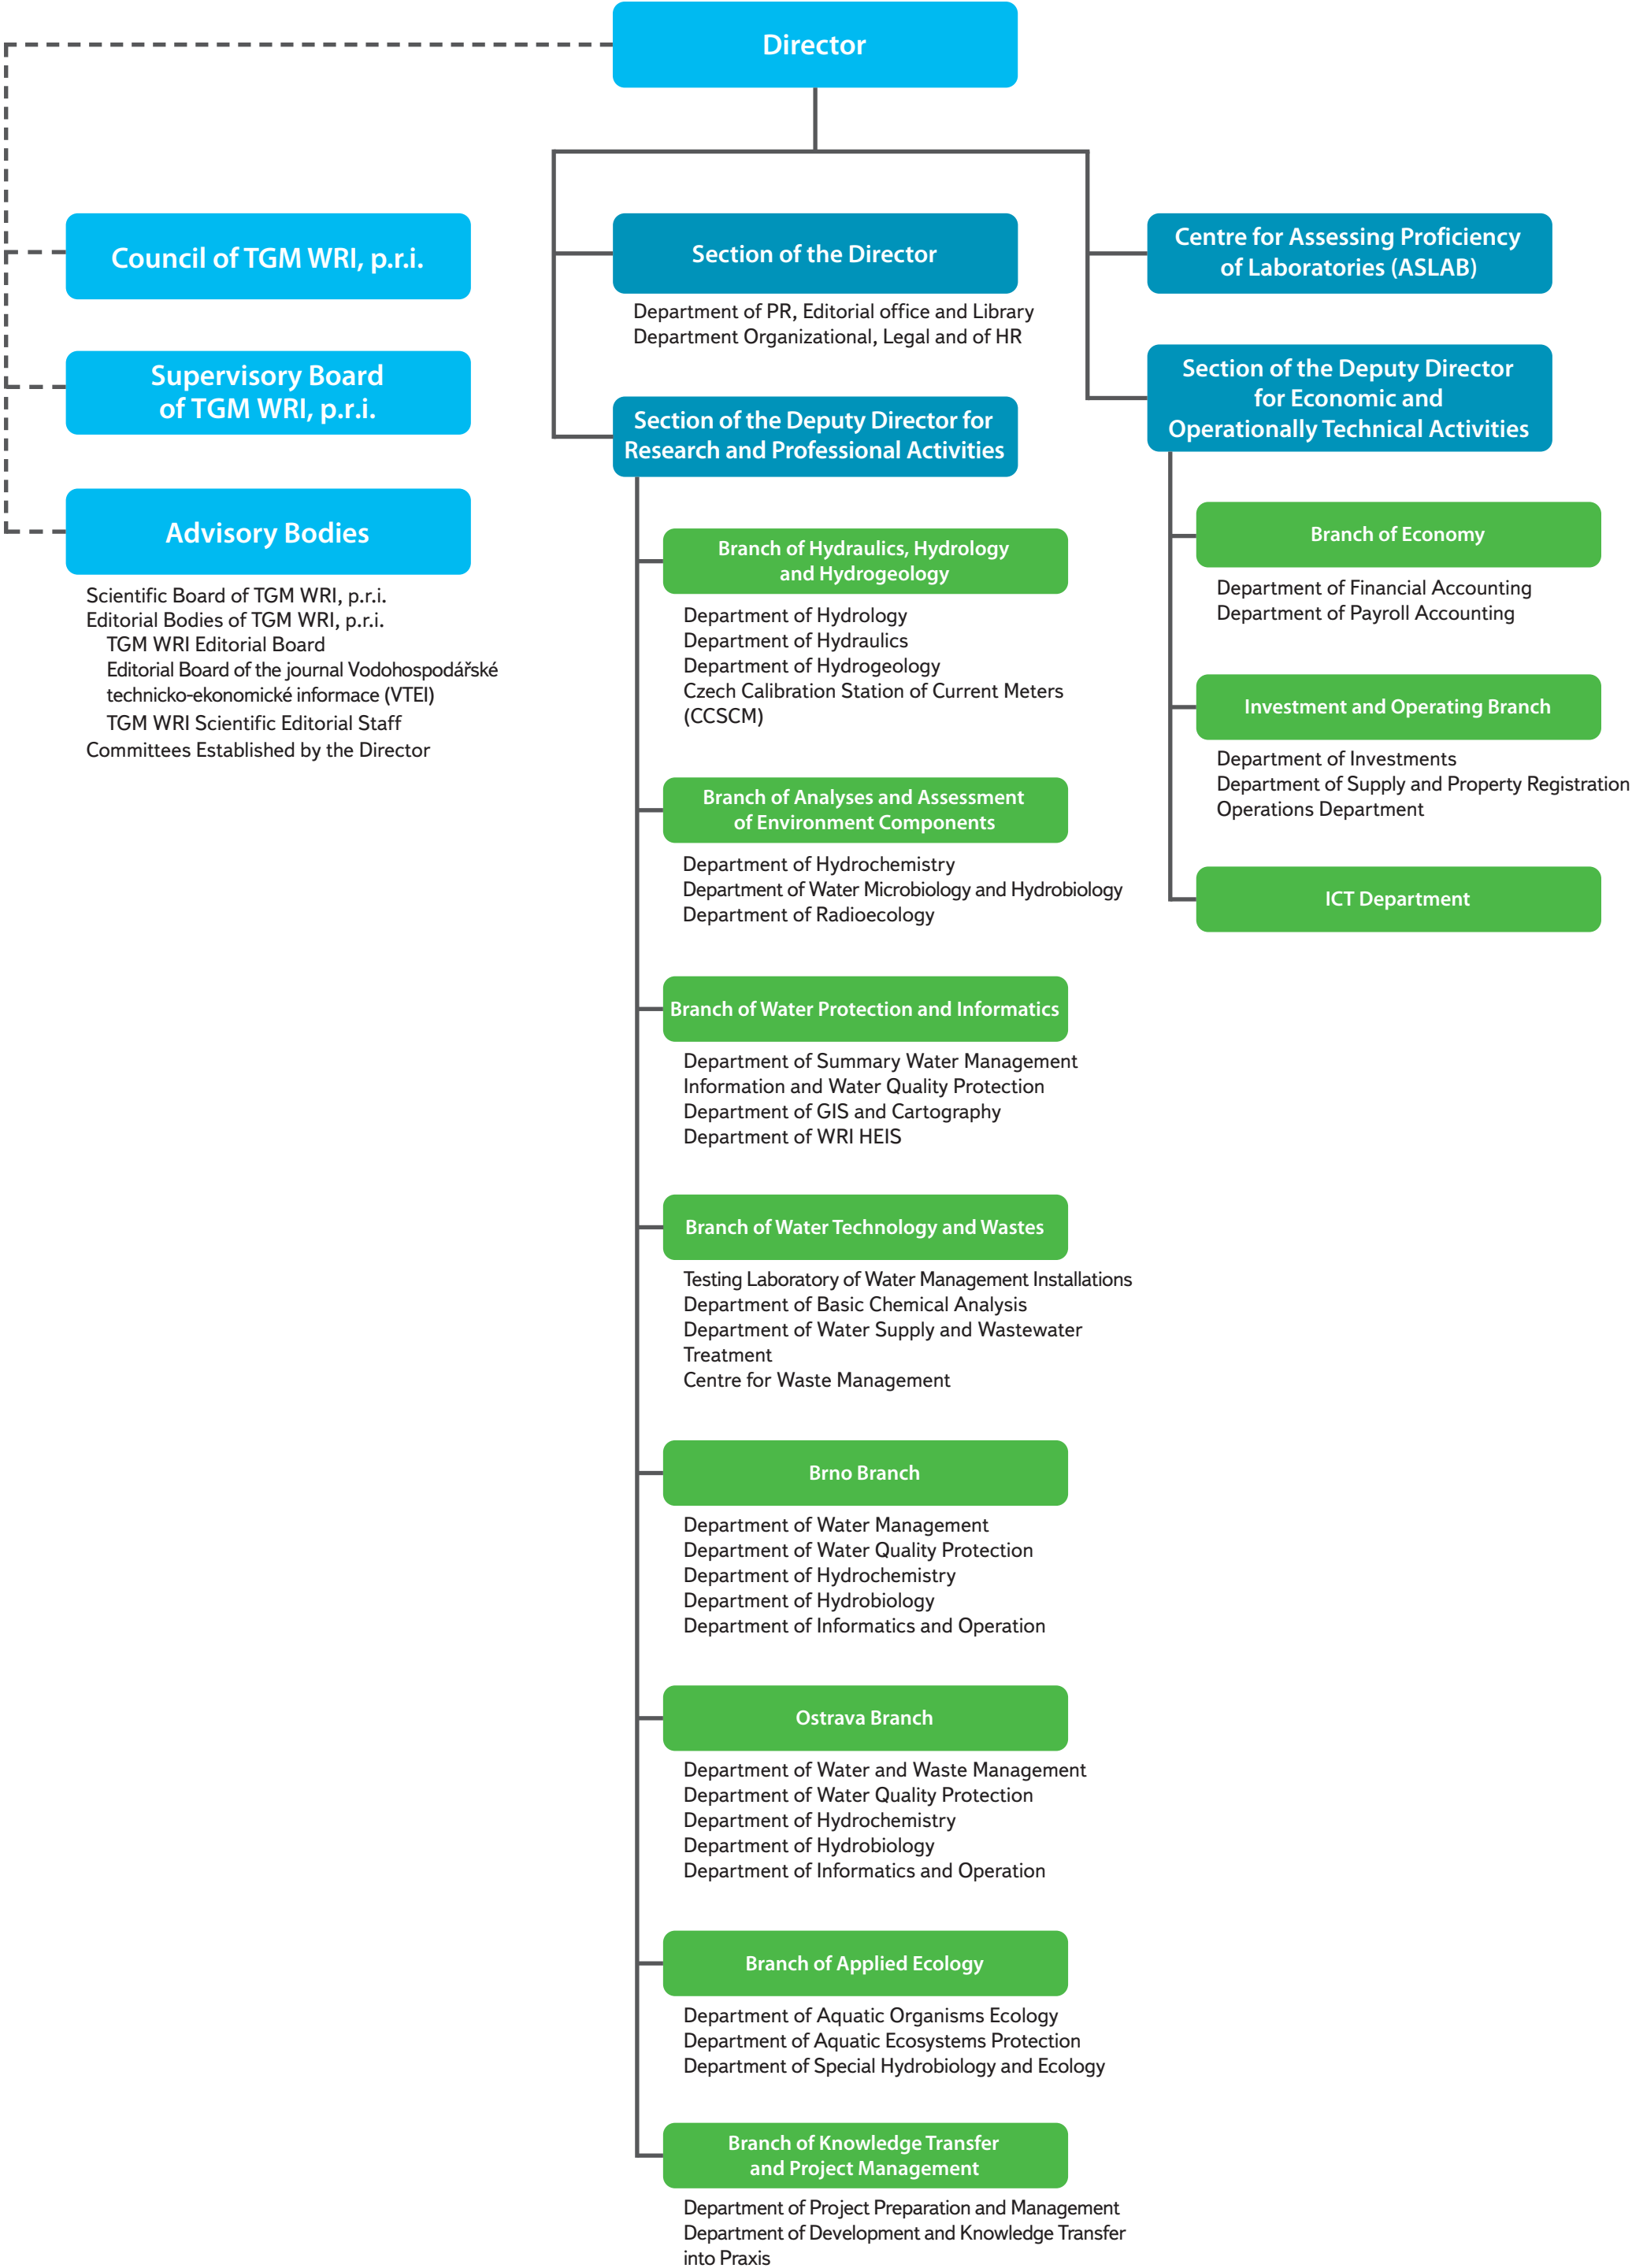 Director
Council of TGM WRI, p.r.i.
Supervisory Board
of TGM WRI, p.r.i.
Advisory Bodies
Scientific Board of TGM WRI, p.r.i.
Editorial Bodies of TGM WRI, p.r.i.
TGM WRI Editorial Board
Editorial Board of the journal Vodohospodářské
technicko-ekonomické informace (VTEI)
TGM WRI Scientific Editorial Staff
Committees Established by the Director
Section of the Director
Department of PR, Editorial office and Library
Department Organizational, Legal and of HR
Section of the Deputy Director for
Research and Professional Activities
Branch of Hydraulics, Hydrology
and Hydrogeology
Department of Hydrology
Department of Hydraulics
Department of Hydrogeology
Czech Calibration Station of Current Meters
(CCSCM)
Branch of Analyses and Assessment
of Environment Components
Department of Hydrochemistry
Department of Water Microbiology and Hydrobiology
Department of Radioecology
Branch of Water Protection and Informatics
Department of Summary Water Management
Information and Water Quality Protection
Department of GIS and Cartography
Department of WRI HEIS
Branch of Water Technology and Wastes
Testing Laboratory of Water Management Installations
Department of Basic Chemical Analysis
Department of Water Supply and Wastewater
Treatment
Centre for Waste Management
Brno Branch
Department of Water Management
Department of Water Quality Protection
Department of Hydrochemistry
Department of Hydrobiology
Department of Informatics and Operation
Ostrava Branch
Department of Water and Waste Management
Department of Water Quality Protection
Department of Hydrochemistry
Department of Hydrobiology
Department of Informatics and Operation
Branch of Applied Ecology
Department of Aquatic Organisms Ecology
Department of Aquatic Ecosystems Protection
Department of Special Hydrobiology and Ecology
Branch of Knowledge Transfer
and Project Management
Department of Project Preparation and Management
Department of Development and Knowledge Transfer
into Praxis
Centre for Assessing Proficiency
of Laboratories (ASLAB)
Section of the Deputy Director
for Economic and
Operationally Technical Activities
Branch of Economy
Department of Financial Accounting
Department of Payroll Accounting
Investment and Operating Branch
Department of Investments
Department of Supply and Property Registration
Operations Department
ICT Department